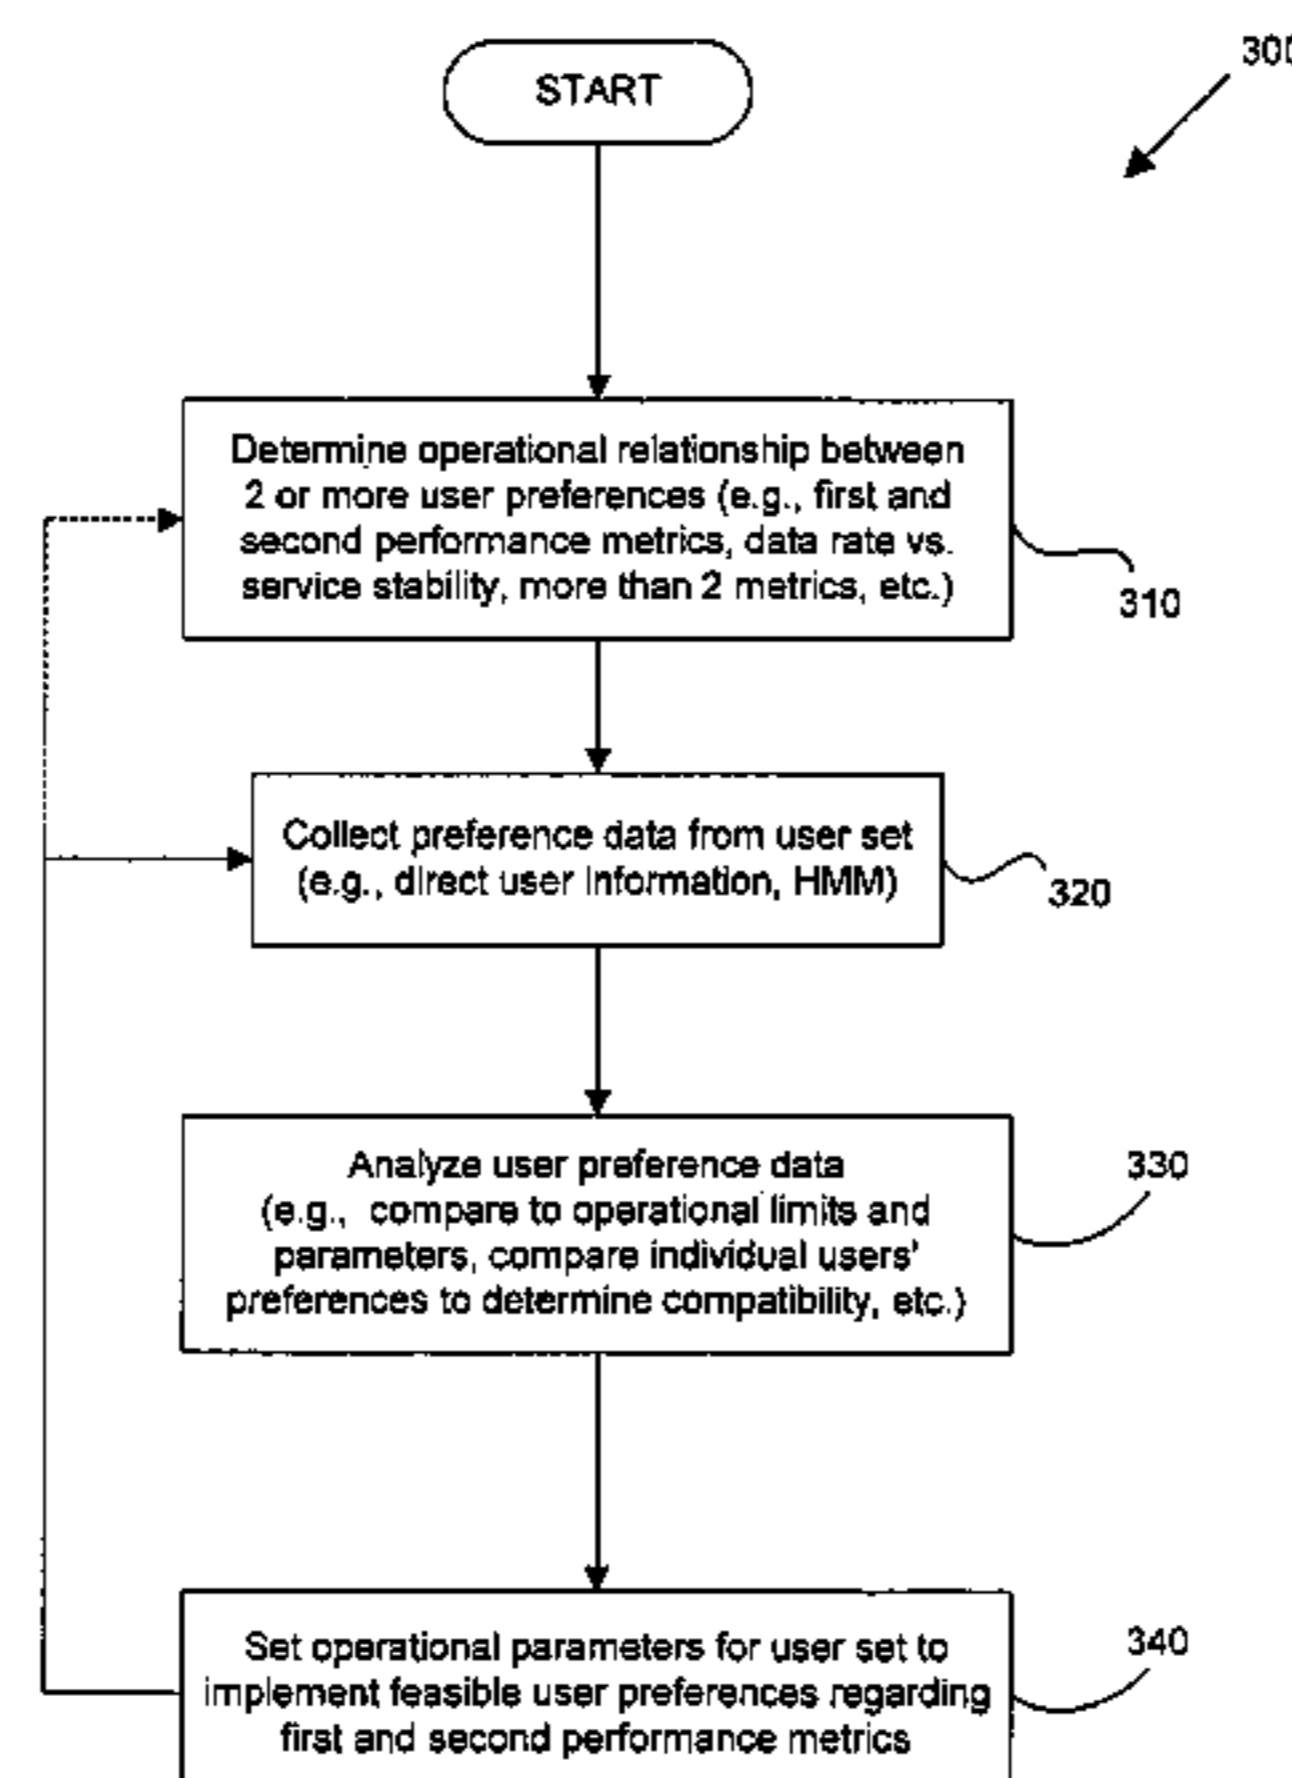 START
300
Determine operational relationship between
2 or more user preferences (e.g., first and
second performance metrics, data rate vs.
service stability, more than 2 metrics, etc.)
310
Collect preference data from user set
(e.g., direct user information, HMM)
320
Analyze user preference data
(e.g., compare to operational limits and
parameters, compare individual users'
preferences to determine compatibility, etc.)
330
Set operational parameters for user set to
implement feasible user preferences regarding
first and second performance metrics
340